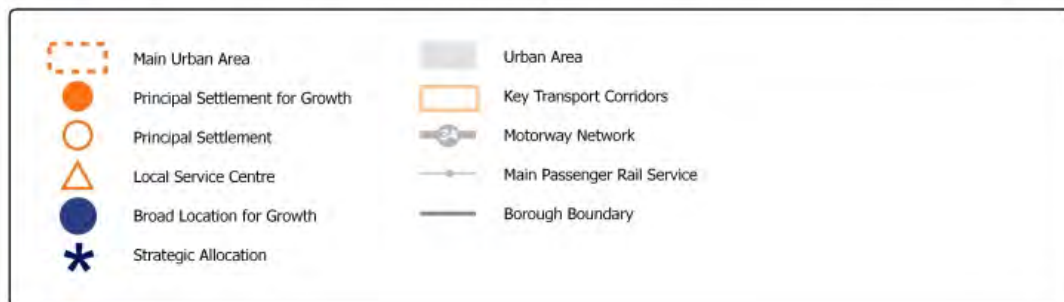 Main Urban Area
Principal Settlement for Growth
Principal Settlement
Local Service Centre
Broad Location for Growth
Strategic Allocation
Urban Area
Key Transport Corridors
Motorway Network
Main Passenger Rail Service
Borough Boundary